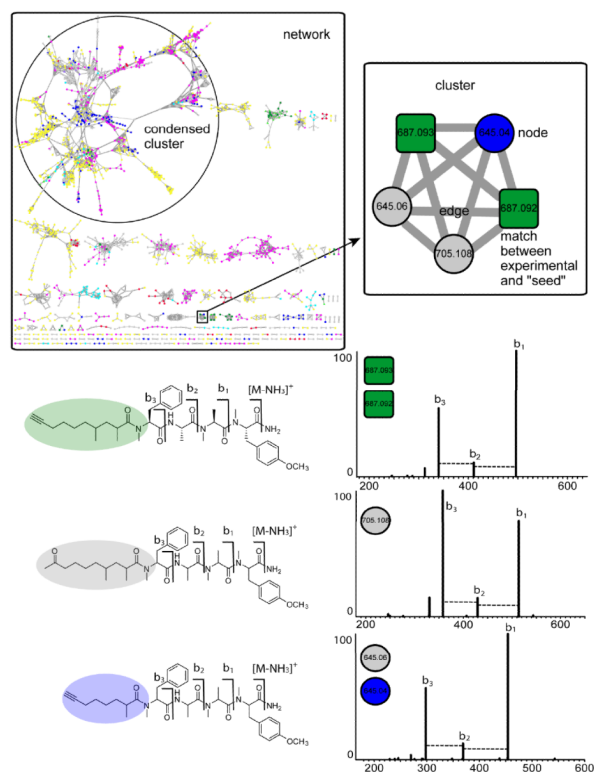 network
condensed
cluster
cluster
687.093
645.04
node
645.06
edge
687.092
705.108
match
between
experimental
and "seed"
b₃ b₂ b₁ [M-NH₃]⁺
O
O
H
N
O
N
N
O
N
O
NH₂
OCH₃
100
687.093
687.092
b₁
b₃
b₂
0
200 400 600
b₃ b₂ b₁ [M-NH₃]⁺
O
O
N
H
N
O
N
O
N
O
NH₂
OCH₃
100
705.108
b₃
b₁
b₂
0
200 400 600
b₃ b₂ b₁ [M-NH₃]⁺
O
N
H
N
O
N
O
N
O
NH₂
OCH₃
100
645.06
b₁
b₃
b₂
0
200 300 400 500 600